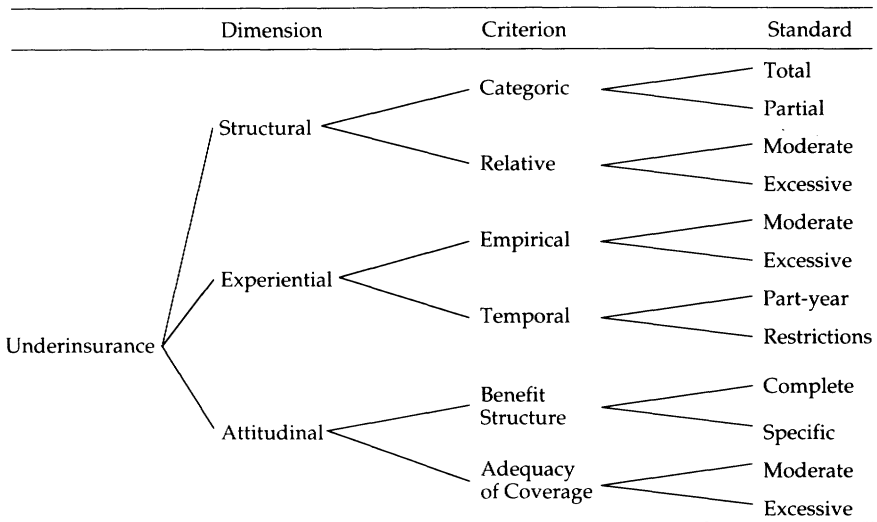 Dimension Criterion Standard
Total
Categoric
Partial
Structural
Moderate
Relative
Excessive
Moderate
Empirical
Excessive
Experiential
Part-year
Temporal
Restrictions
Underinsurance
Complete
Benefit
Structure
Specific
Attitudinal
Moderate
Adequacy
of Coverage
Excessive